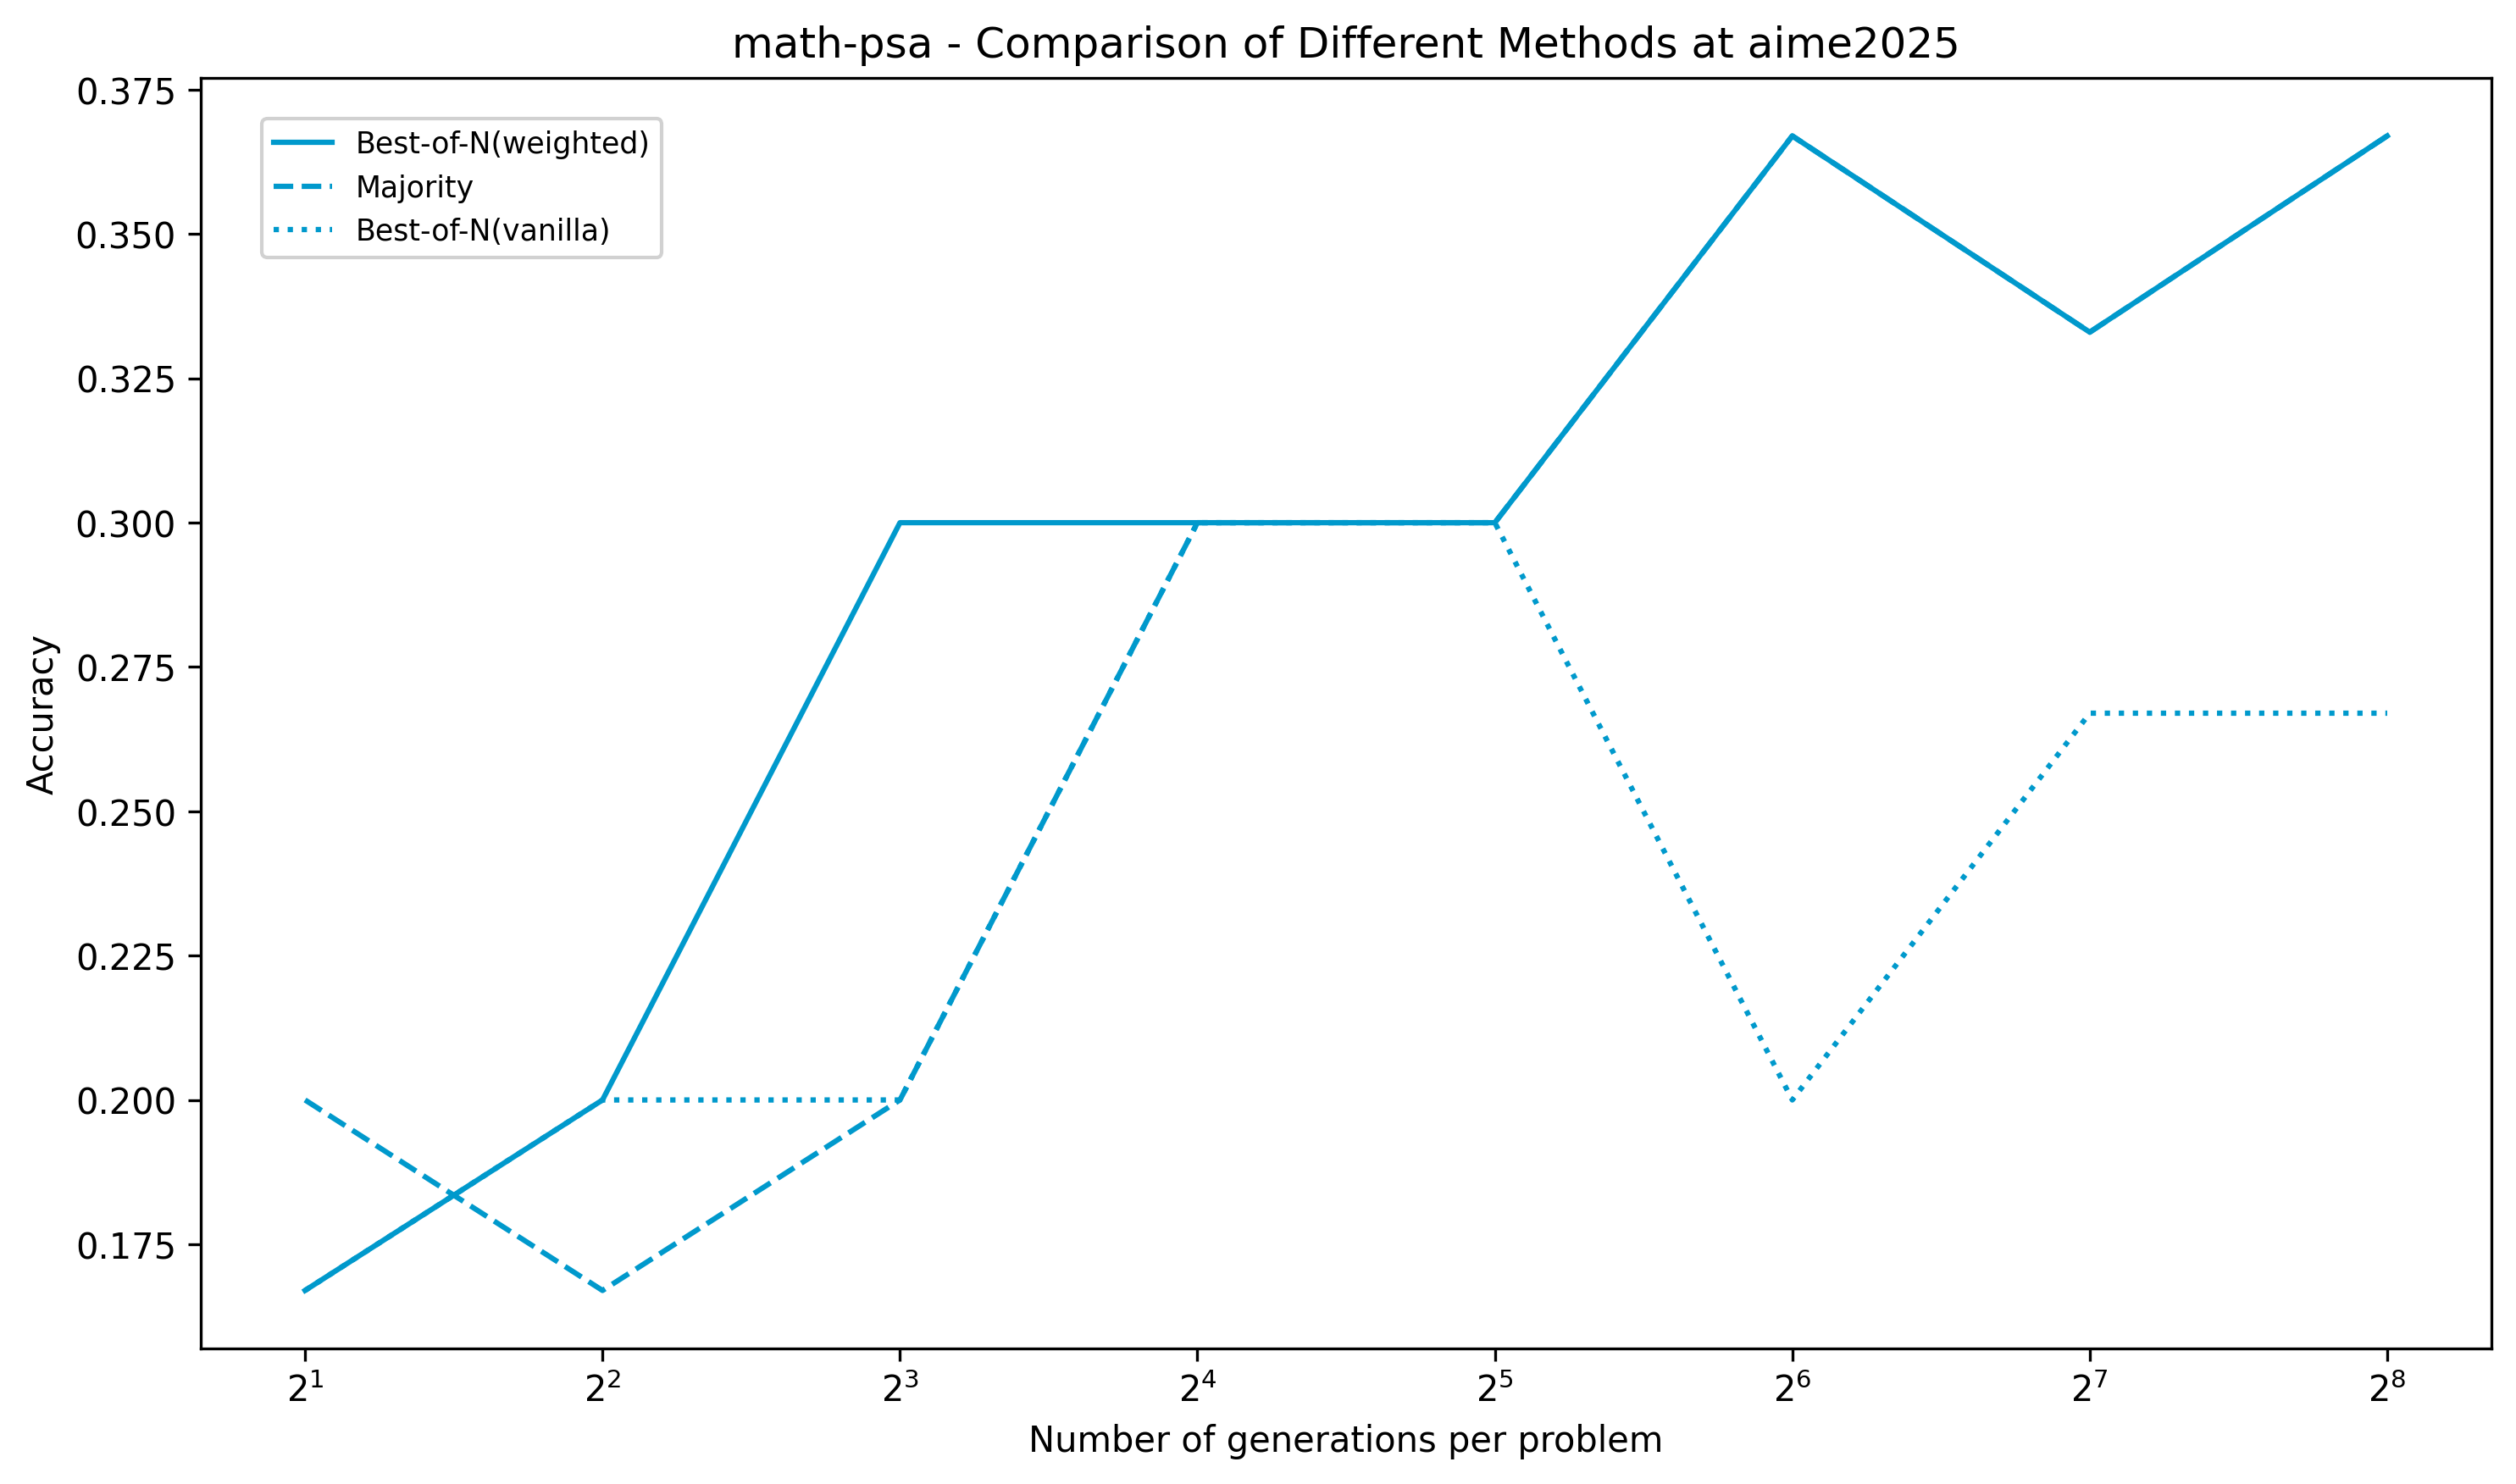 math-psa - Comparison of Different Methods at aime2025
0.375
0.350
0.325
0.300
0.275
0.250
0.225
0.200
0.175
Accuracy
Best-of-N(weighted)
Majority
Best-of-N(vanilla)
2¹ 2² 2³ 2⁴ 2⁵ 2⁶ 2⁷ 2⁸
Number of generations per problem